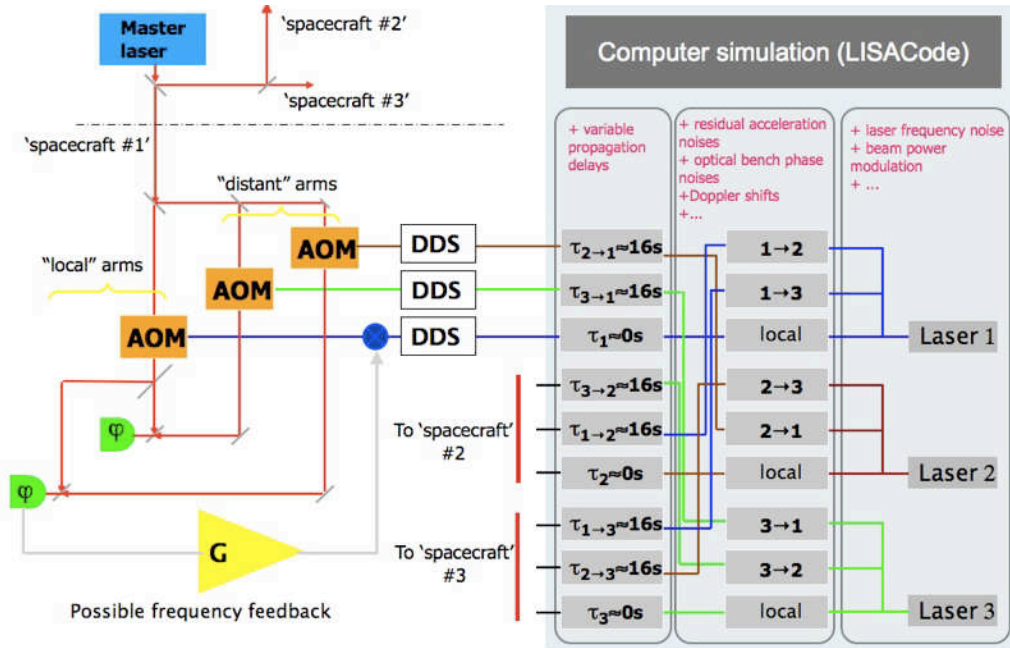 Master
laser
'spacecraft #2'
'spacecraft #3'
'spacecraft #1'
"distant" arms
"local" arms
AOM
AOM
AOM
DDS
DDS
DDS
φ
φ
G
Possible frequency feedback
To 'spacecraft'
#2
To 'spacecraft'
#3
Computer simulation (LISACode)
+ variable
propagation
delays
+ residual acceleration
noises
+ optical bench phase
noises
+Doppler shifts
+...
+ laser frequency noise
+ beam power
modulation
+ ...
τ2→1≈16s
τ3→1≈16s
τ1≈0s
τ3→2≈16s
τ1→2≈16s
τ2≈0s
τ1→3≈16s
τ2→3≈16s
τ3≈0s
1→2
1→3
local
2→3
2→1
local
3→1
3→2
local
Laser 1
Laser 2
Laser 3